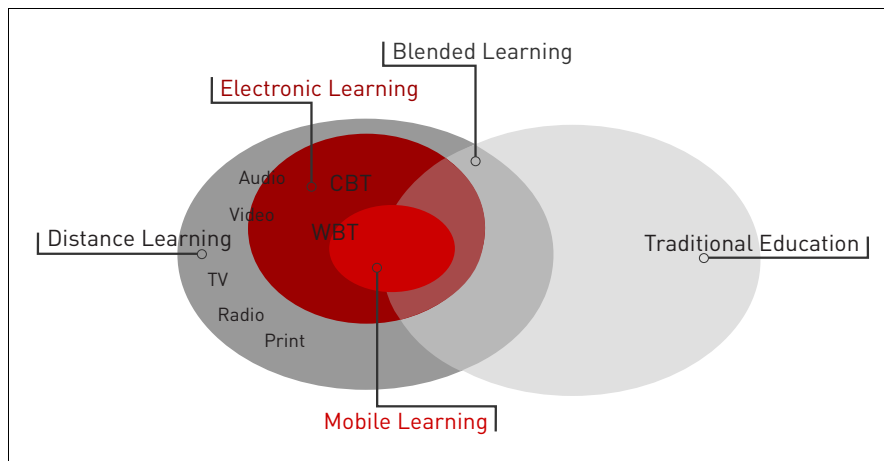 Blended Learning
Electronic Learning
Audio
CBT
Video
WBT
Distance Learning
Traditional Education
TV
Radio
Print
Mobile Learning